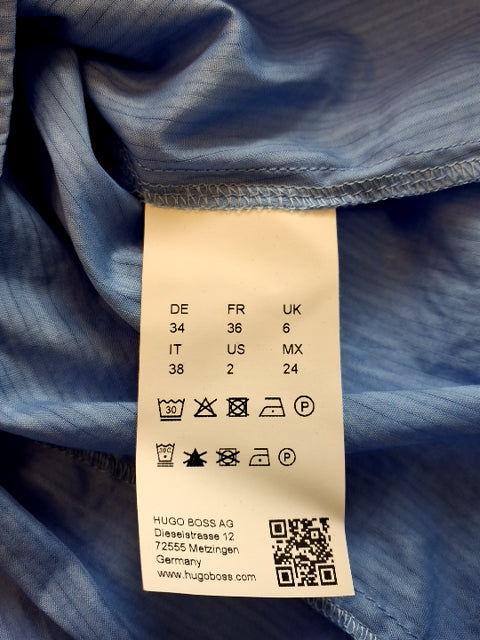 DE FR UK
34 36 6
IT US MX
38 2 24
30 P
30C P
HUGO BOSS AG
Dieselstrasse 12
72555 Metzingen
Germany
www.hugoboss.com